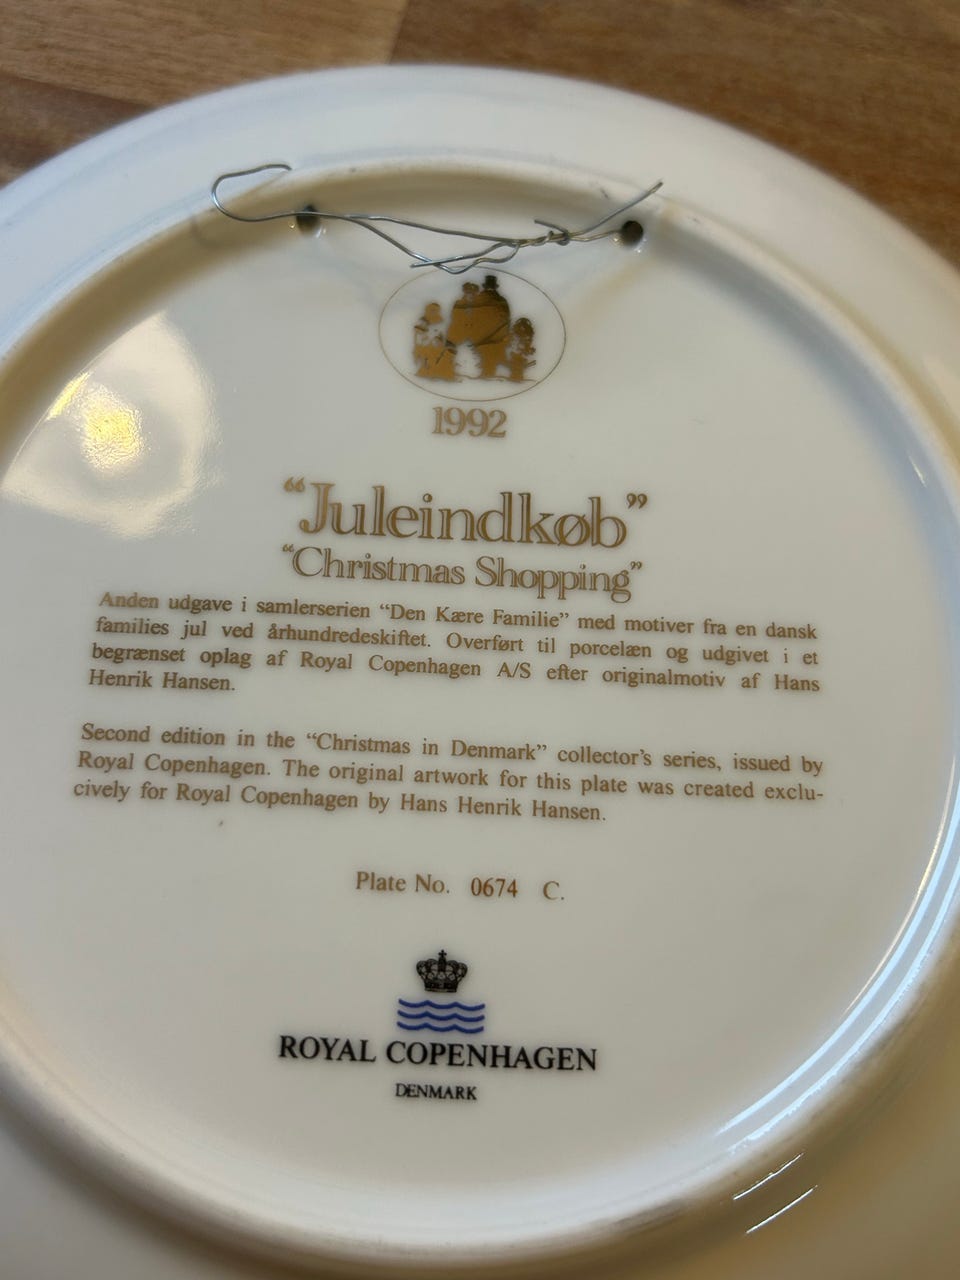 1992
“Juleindkøb”
“Christmas Shopping”
Anden udgave i samlerserien “Den Kære Familie” med motiver fra en dansk
families jul ved århundredeskiftet. Overført til porcelæn og udgivet i et
begrænset oplag af Royal Copenhagen A/S efter originalmotiv af Hans
Henrik Hansen.
Second edition in the “Christmas in Denmark” collector’s series, issued by
Royal Copenhagen. The original artwork for this plate was created exclu-
cively for Royal Copenhagen by Hans Henrik Hansen.
Plate No. 0674 C.
ROYAL COPENHAGEN
DENMARK